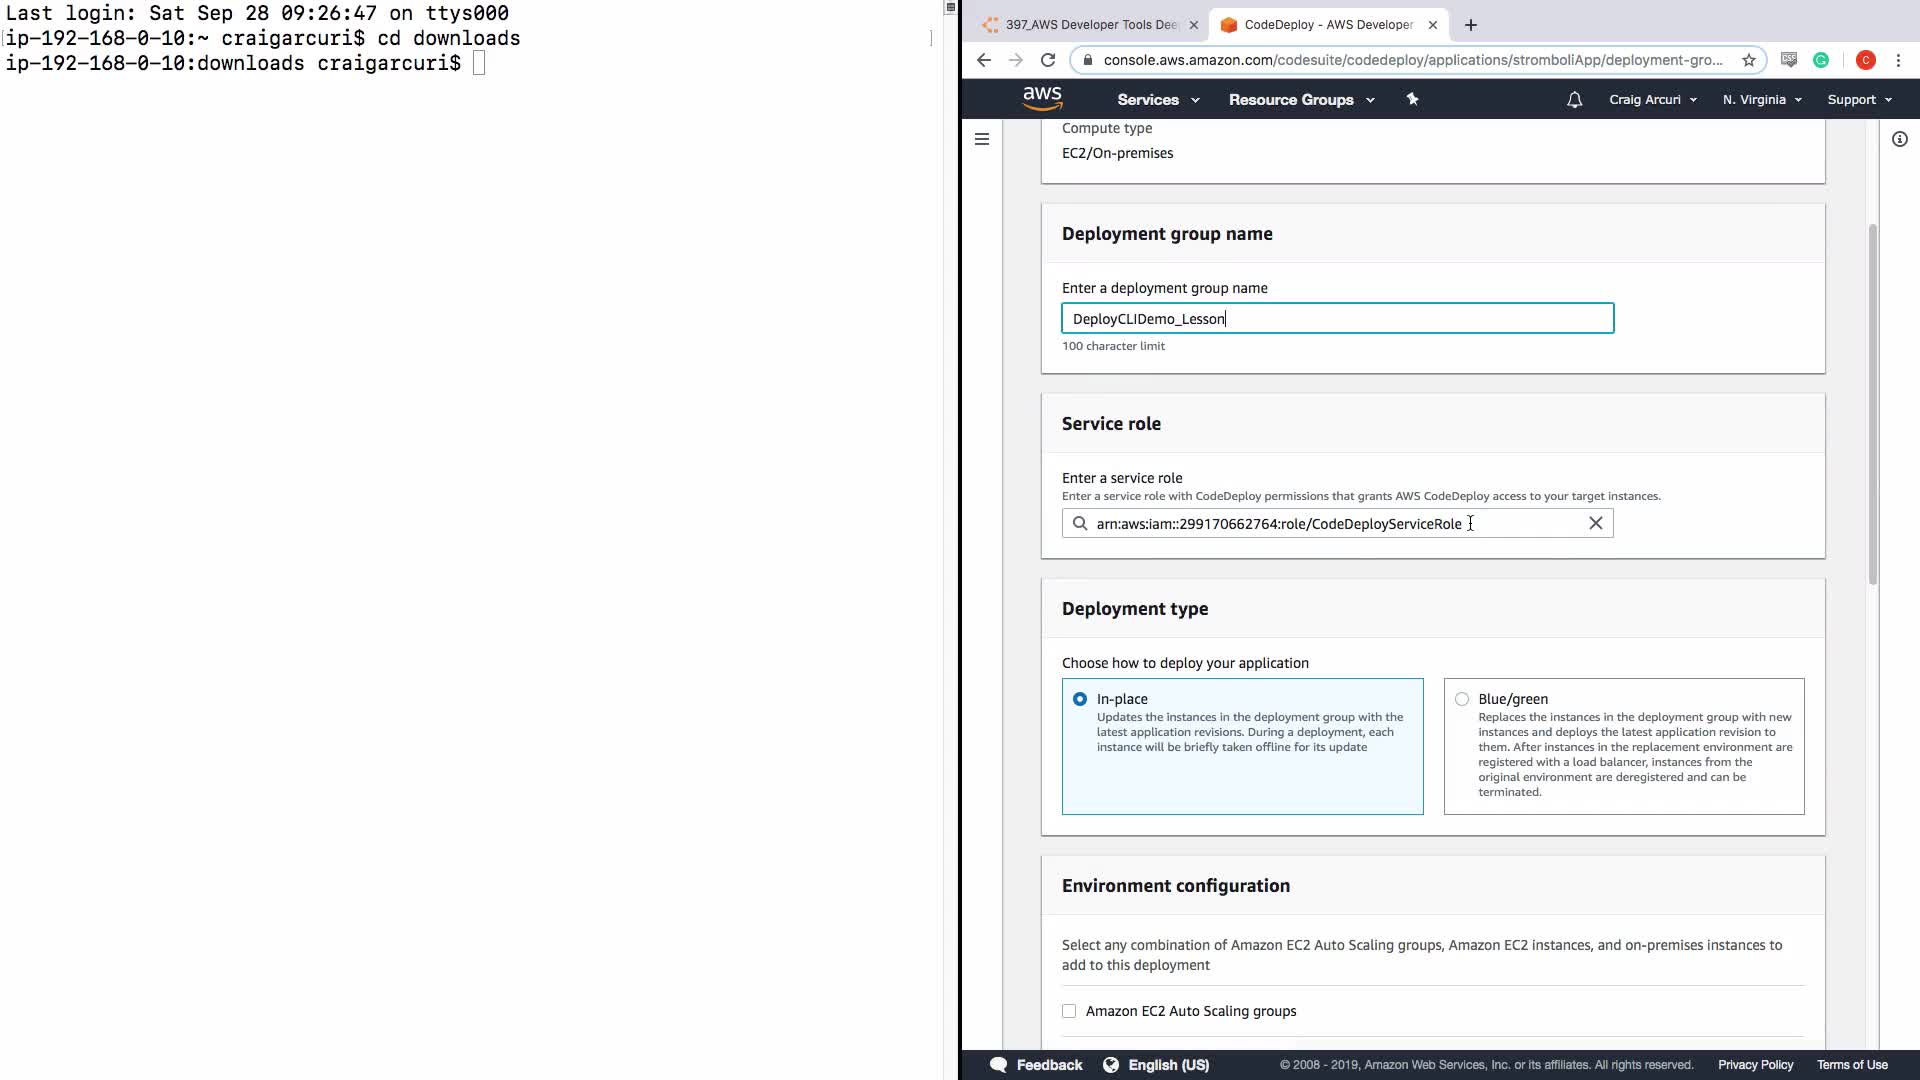 Last login: Sat Sep 28 09:26:47 on ttys000
ip-192-168-0-10:~ craigarcuri$ cd downloads
ip-192-168-0-10:downloads craigarcuri$
397_AWS Developer Tools Dee
CodeDeploy - AWS Developer
console.aws.amazon.com/codesuite/codedeploy/applications/stromboliApp/deployment-gro...
C
aws
Services
Resource Groups
Craig Arcuri
N. Virginia
Support
Compute type
EC2/On-premises
Deployment group name
Enter a deployment group name
DeployCLIDemo_Lesson
100 character limit
Service role
Enter a service role
Enter a service role with CodeDeploy permissions that grants AWS CodeDeploy access to your target instances.
arn:aws:iam::299170662764:role/CodeDeployServiceRole
Deployment type
Choose how to deploy your application
In-place
Updates the instances in the deployment group with the
latest application revisions. During a deployment, each
instance will be briefly taken offline for its update
Blue/green
Replaces the instances in the deployment group with new
instances and deploys the latest application revision to
them. After instances in the replacement environment are
registered with a load balancer, instances from the
original environment are deregistered and can be
terminated.
Environment configuration
Select any combination of Amazon EC2 Auto Scaling groups, Amazon EC2 instances, and on-premises instances to
add to this deployment
Amazon EC2 Auto Scaling groups
Feedback
English (US)
© 2008 - 2019, Amazon Web Services, Inc. or its affiliates. All rights reserved.
Privacy Policy
Terms of Use